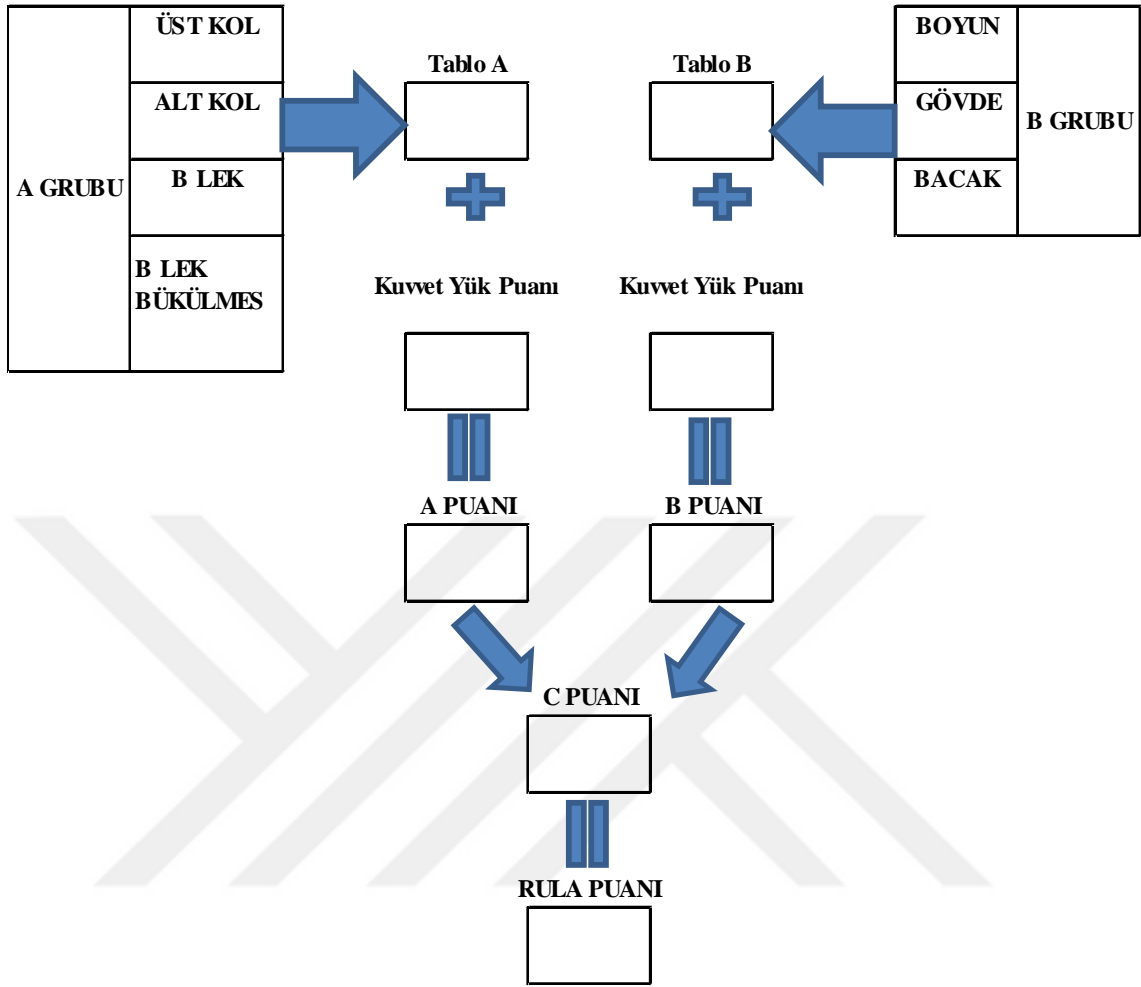 ÜST KOL
ALT KOL
B LEK
B LEK
BÜKÜLMES
A GRUBU
Tablo A
Tablo B
BOYUN
GÖVDE
BACAK
B GRUBU
Kuvvet Yük Puanı
Kuvvet Yük Puanı
A PUANI
B PUANI
C PUANI
RULA PUANI